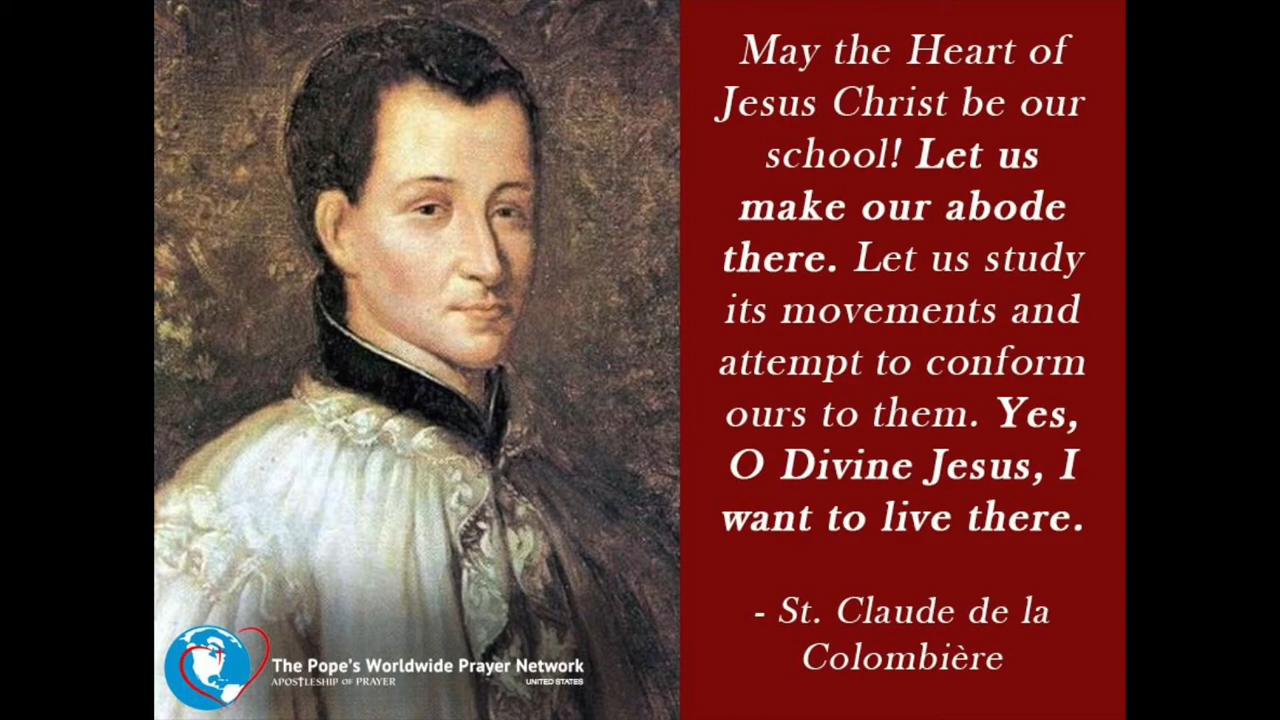 May the Heart of
Jesus Christ be our
school! Let us
make our abode
there. Let us study
its movements and
attempt to conform
ours to them. Yes,
O Divine Jesus, I
want to live there.
- St. Claude de la
Colombière
The Pope's Worldwide Prayer Network
APOSTLESHIP OF PRAYER
UNITED STATES